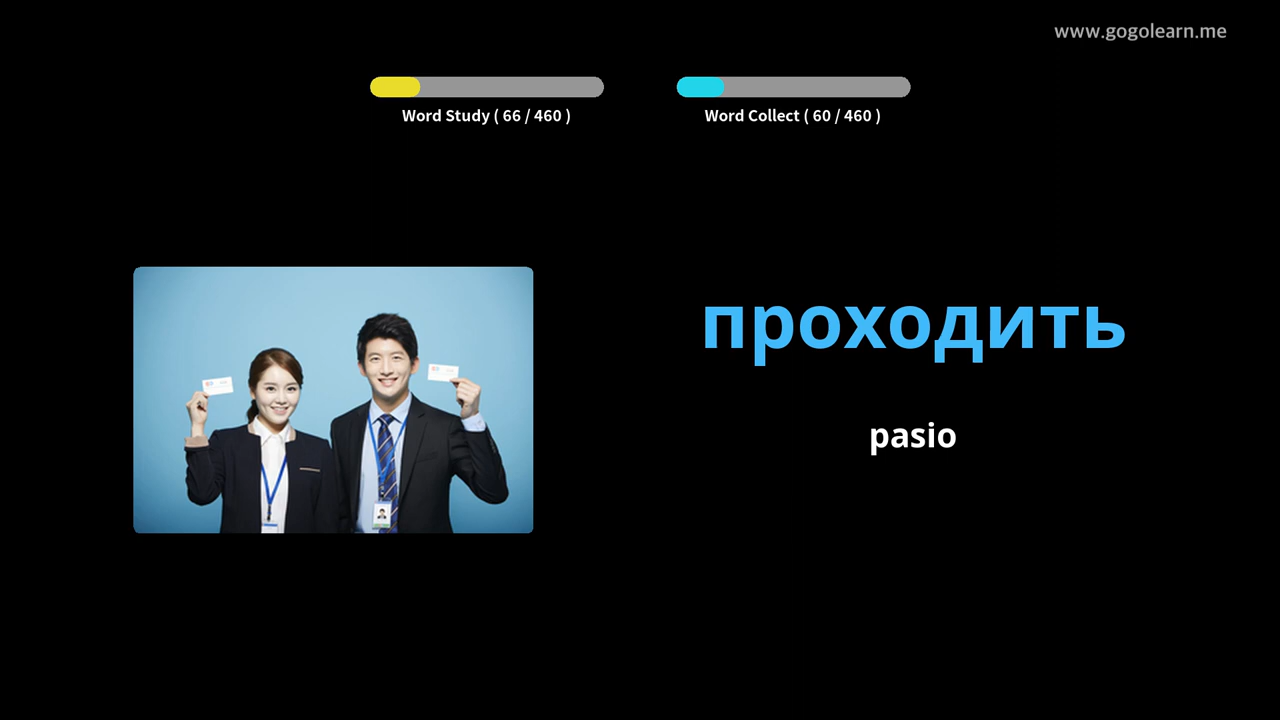 www.gogolearn.me
Word Study ( 66 / 460 )
Word Collect ( 60 / 460 )
проходить
pasio